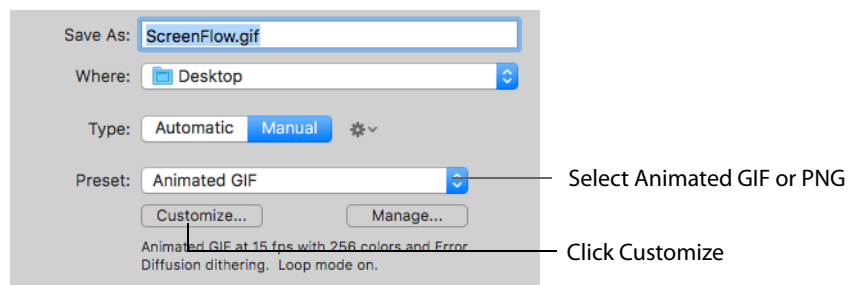 Save As: ScreenFlow.gif
Where: Desktop
Type: Automatic Manual
Preset: Animated GIF
Select Animated GIF or PNG
Customize... Manage...
Animated GIF at 15 fps with 256 colors and Error
Diffusion dithering. Loop mode on.
Click Customize